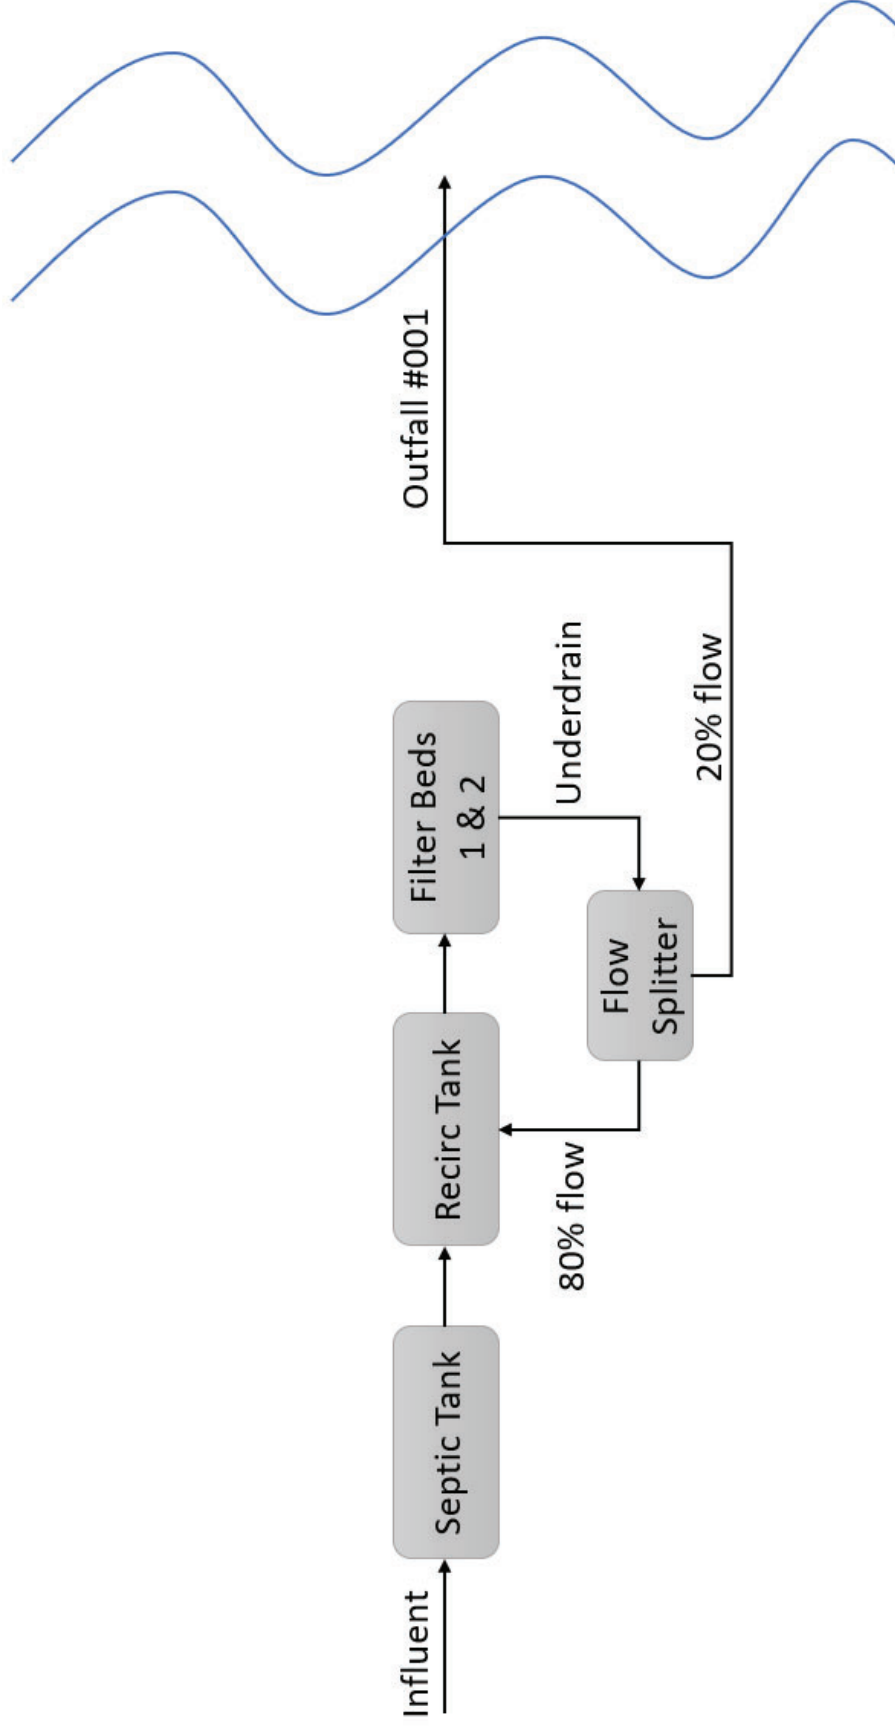 Influent
Septic Tank
Recirc Tank
Filter Beds
1 & 2
Underdrain
Flow
Splitter
80% flow
20% flow
Outfall #001